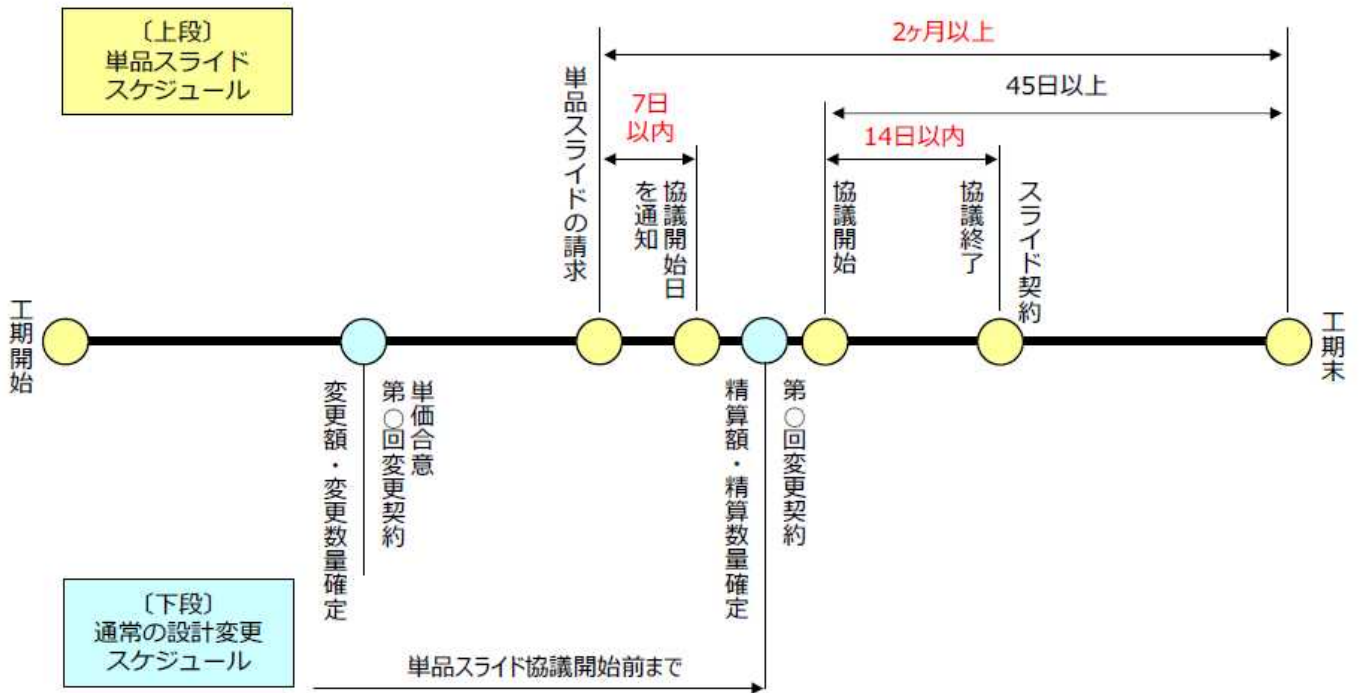 〔上段〕
単品スライド
スケジュール
2ヶ月以上
45日以上
7日
以内
14日以内
単品スライドの請求
協議開始日
を通知
協議開始
協議終了
スライド契約
工期開始
工期末
単価合意
第〇回変更契約
変更額・変更数量確定
第〇回変更契約
精算額・精算数量確定
〔下段〕
通常の設計変更
スケジュール
単品スライド協議開始前まで